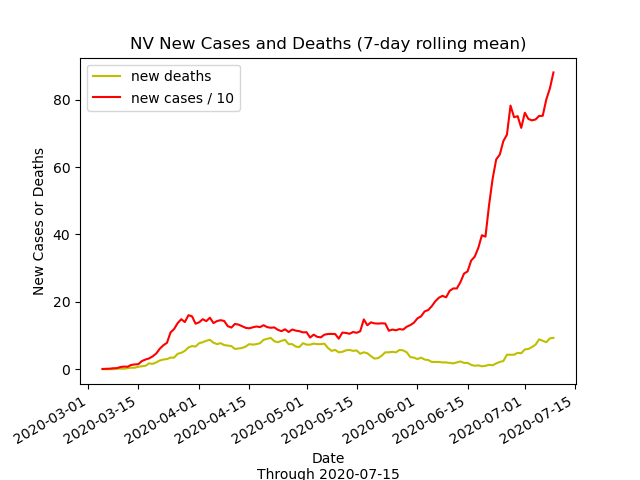 NV New Cases and Deaths (7-day rolling mean)
new deaths
new cases / 10
New Cases or Deaths
80
60
40
20
0
2020-03-01
2020-03-15
2020-04-01
2020-04-15
2020-05-01
2020-05-15
2020-06-01
2020-06-15
2020-07-01
2020-07-15
Date
Through 2020-07-15